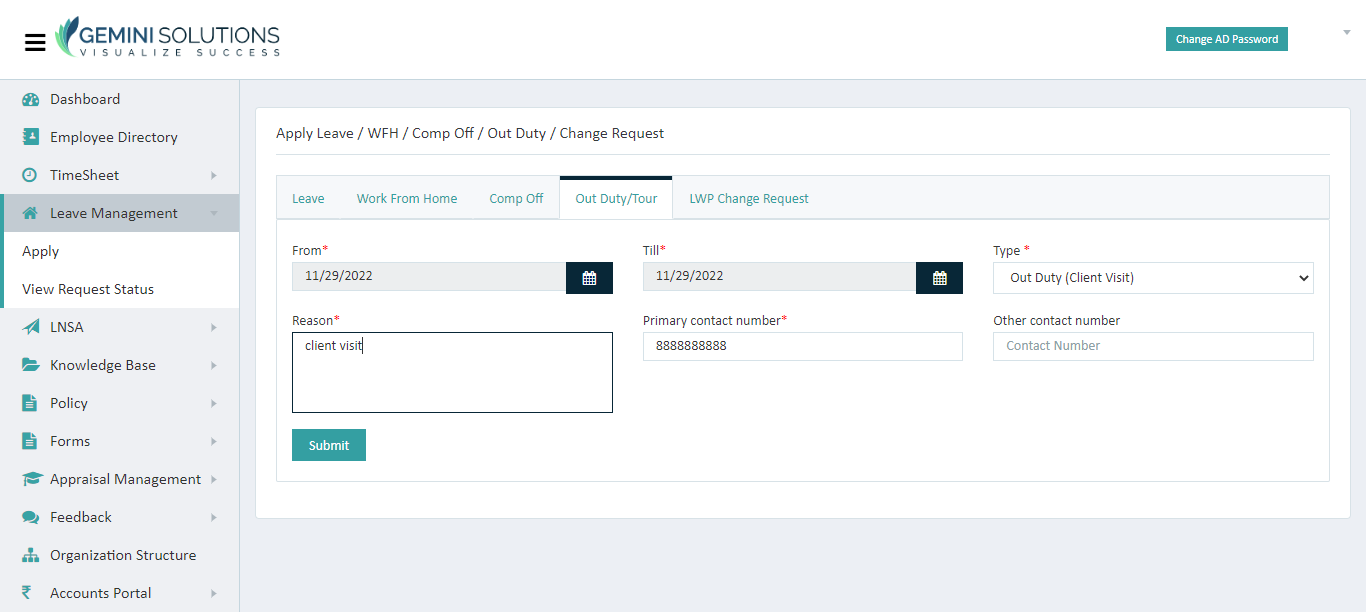 GEMINI SOLUTIONS
VISUALIZE SUCCESS
Change AD Password
Dashboard
Employee Directory
TimeSheet
Leave Management
Apply
View Request Status
LNSA
Knowledge Base
Policy
Forms
Appraisal Management
Feedback
Organization Structure
Accounts Portal
Apply Leave / WFH / Comp Off / Out Duty / Change Request
Leave Work From Home Comp Off Out Duty/Tour LWP Change Request
From* Till* Type *
11/29/2022 11/29/2022 Out Duty (Client Visit)
Reason* Primary contact number* Other contact number
client visit 8888888888 Contact Number
Submit